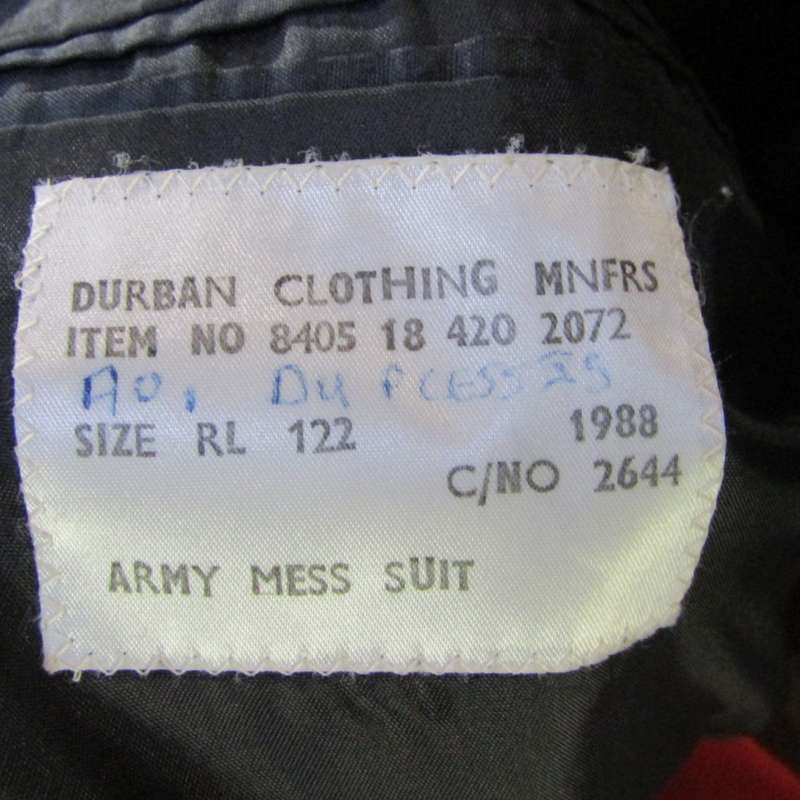 DURBAN CLOTHING MNFRS
ITEM NO 8405 18 420 2072
Du PLESSIS
SIZE RL 122 1988
C/NO 2644
ARMY MESS SUIT